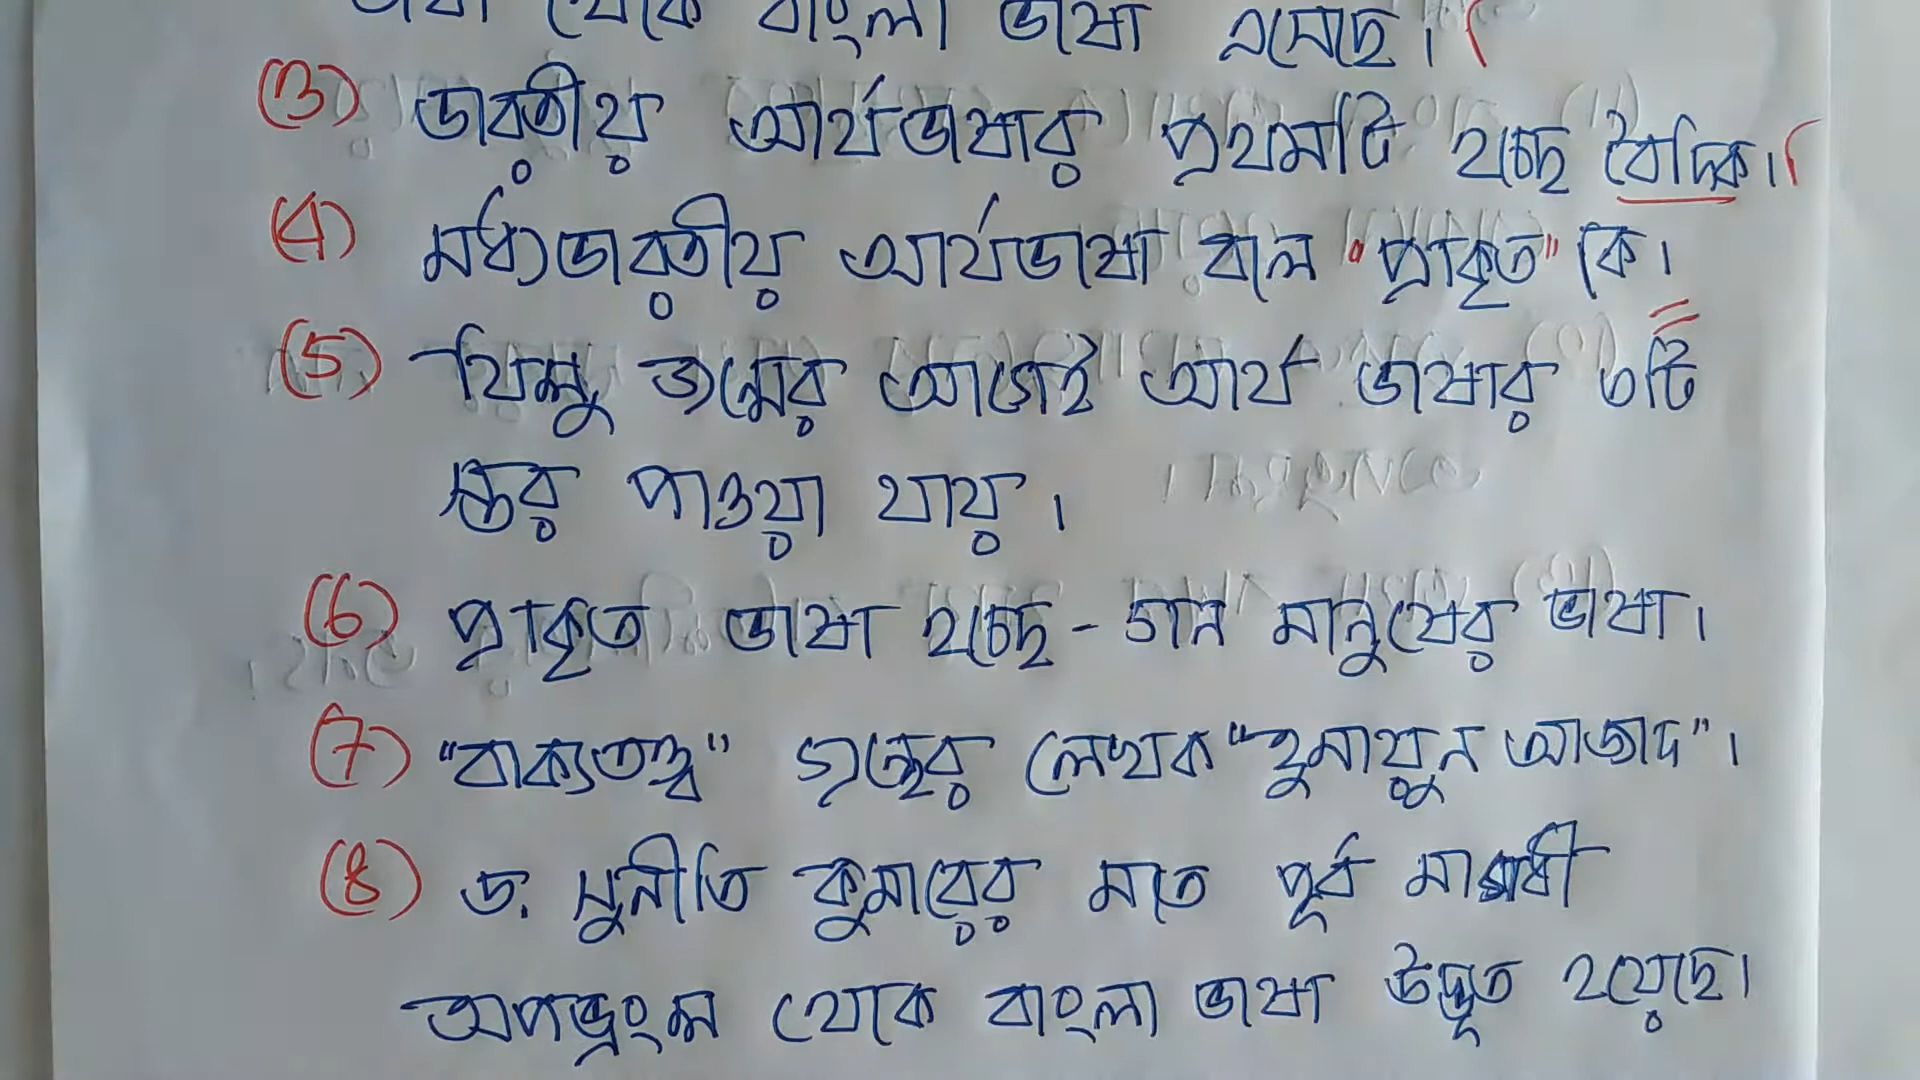 ভাষা থেকে বাংলা ভাষা এসেছে।
(3) ভারতীয় আর্যভাষার প্রথমটি হচ্ছে বৈদিক।
(4) মধ্যভারতীয় আর্যভাষা বলে "প্রাকৃত" কে।
(5) যিশু জন্মের আগেই আর্য ভাষার ৩টি
স্তর পাওয়া যায়।
(6) প্রাকৃত ভাষা হচ্ছে - গান মানুষের ভাষা।
(7) "বাক্যতত্ত্ব" গ্রন্থের লেখক "হুমায়ুন আজাদ"।
(8) ড. সুনীতি কুমারের মতে পূর্ব মাগধী
অপভ্রংশ থেকে বাংলা ভাষা উদ্ভূত হয়েছে।